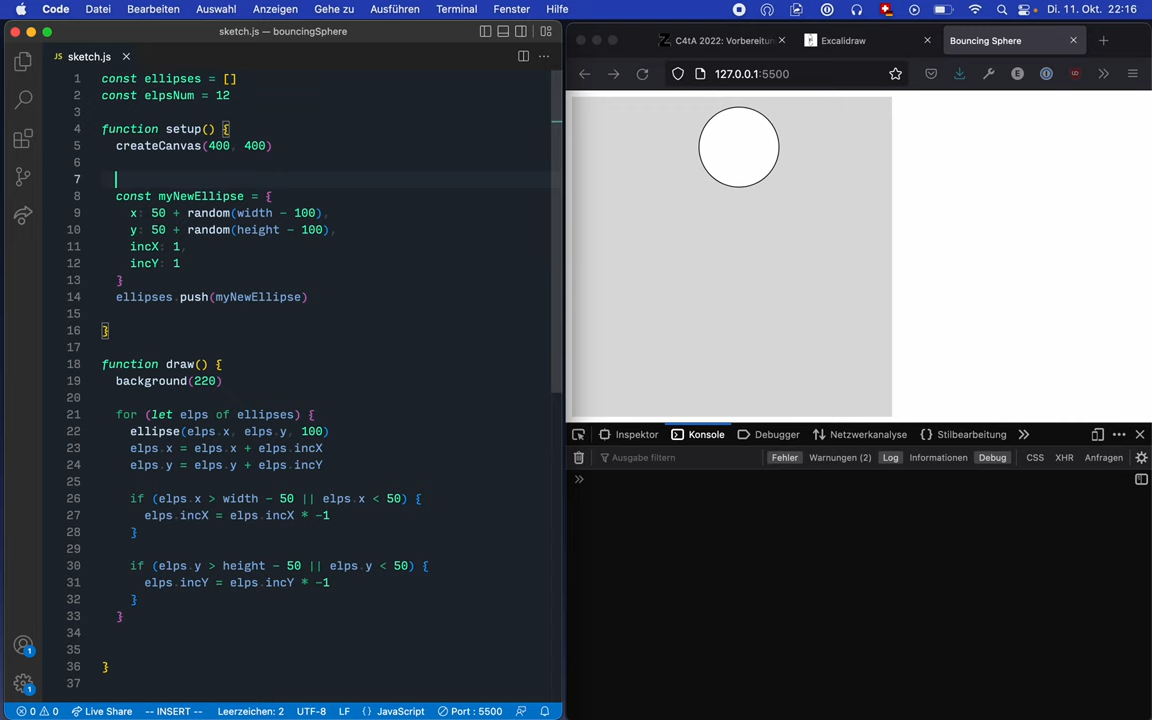 Code Datei Bearbeiten Auswahl Anzeigen Gehe zu Ausführen Terminal Fenster Hilfe Di. 11. Okt. 22:16
sketch.js — bouncingSphere
C4tA 2022: Vorbereitun Excalidraw Bouncing Sphere
JS sketch.js
127.0.0.1:5500
1 const ellipses = []
2 const elpsNum = 12
3
4 function setup() {
5 createCanvas(400, 400)
6
7
8 const myNewEllipse = {
9 x: 50 + random(width - 100),
10 y: 50 + random(height - 100),
11 incX: 1,
12 incY: 1
13 }
14 ellipses.push(myNewEllipse)
15
16 }
17
18 function draw() {
19 background(220)
20
21 for (let elps of ellipses) {
22 ellipse(elps.x, elps.y, 100)
23 elps.x = elps.x + elps.incX
24 elps.y = elps.y + elps.incY
25
26 if (elps.x > width - 50 || elps.x < 50) {
27 elps.incX = elps.incX * -1
28 }
29
30 if (elps.y > height - 50 || elps.y < 50) {
31 elps.incY = elps.incY * -1
32 }
33 }
34
35
36 }
37
Inspektor Konsole Debugger Netzwerkanalyse Stilbearbeitung
Ausgabe filtern Fehler Warnungen (2) Log Informationen Debug CSS XHR Anfragen
0 0 Live Share -- INSERT -- Leerzeichen: 2 UTF-8 LF {} JavaScript Port : 5500